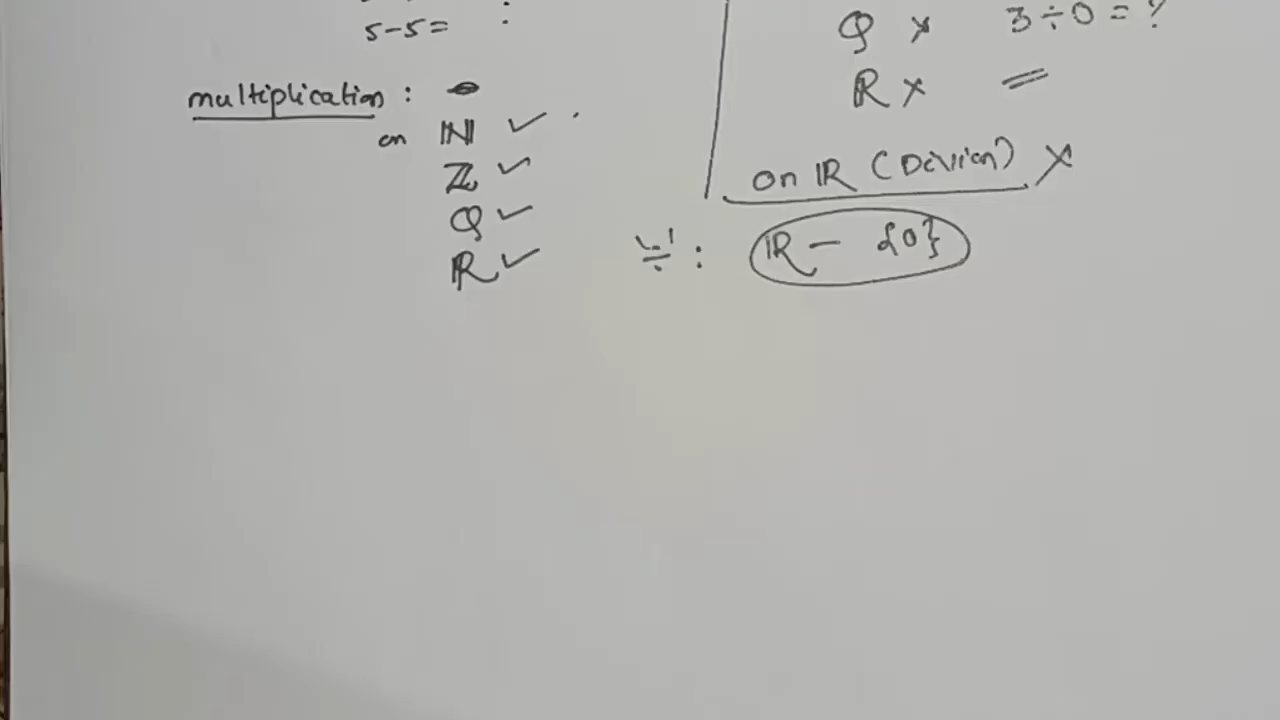 5-5=   :
multiplication :
on ℕ ✓ .
ℤ ✓
Q ✓
ℝ ✓
Q ×   3÷0 = ?
ℝ ×
on ℝ (Division) ×
÷ : ℝ - {0}